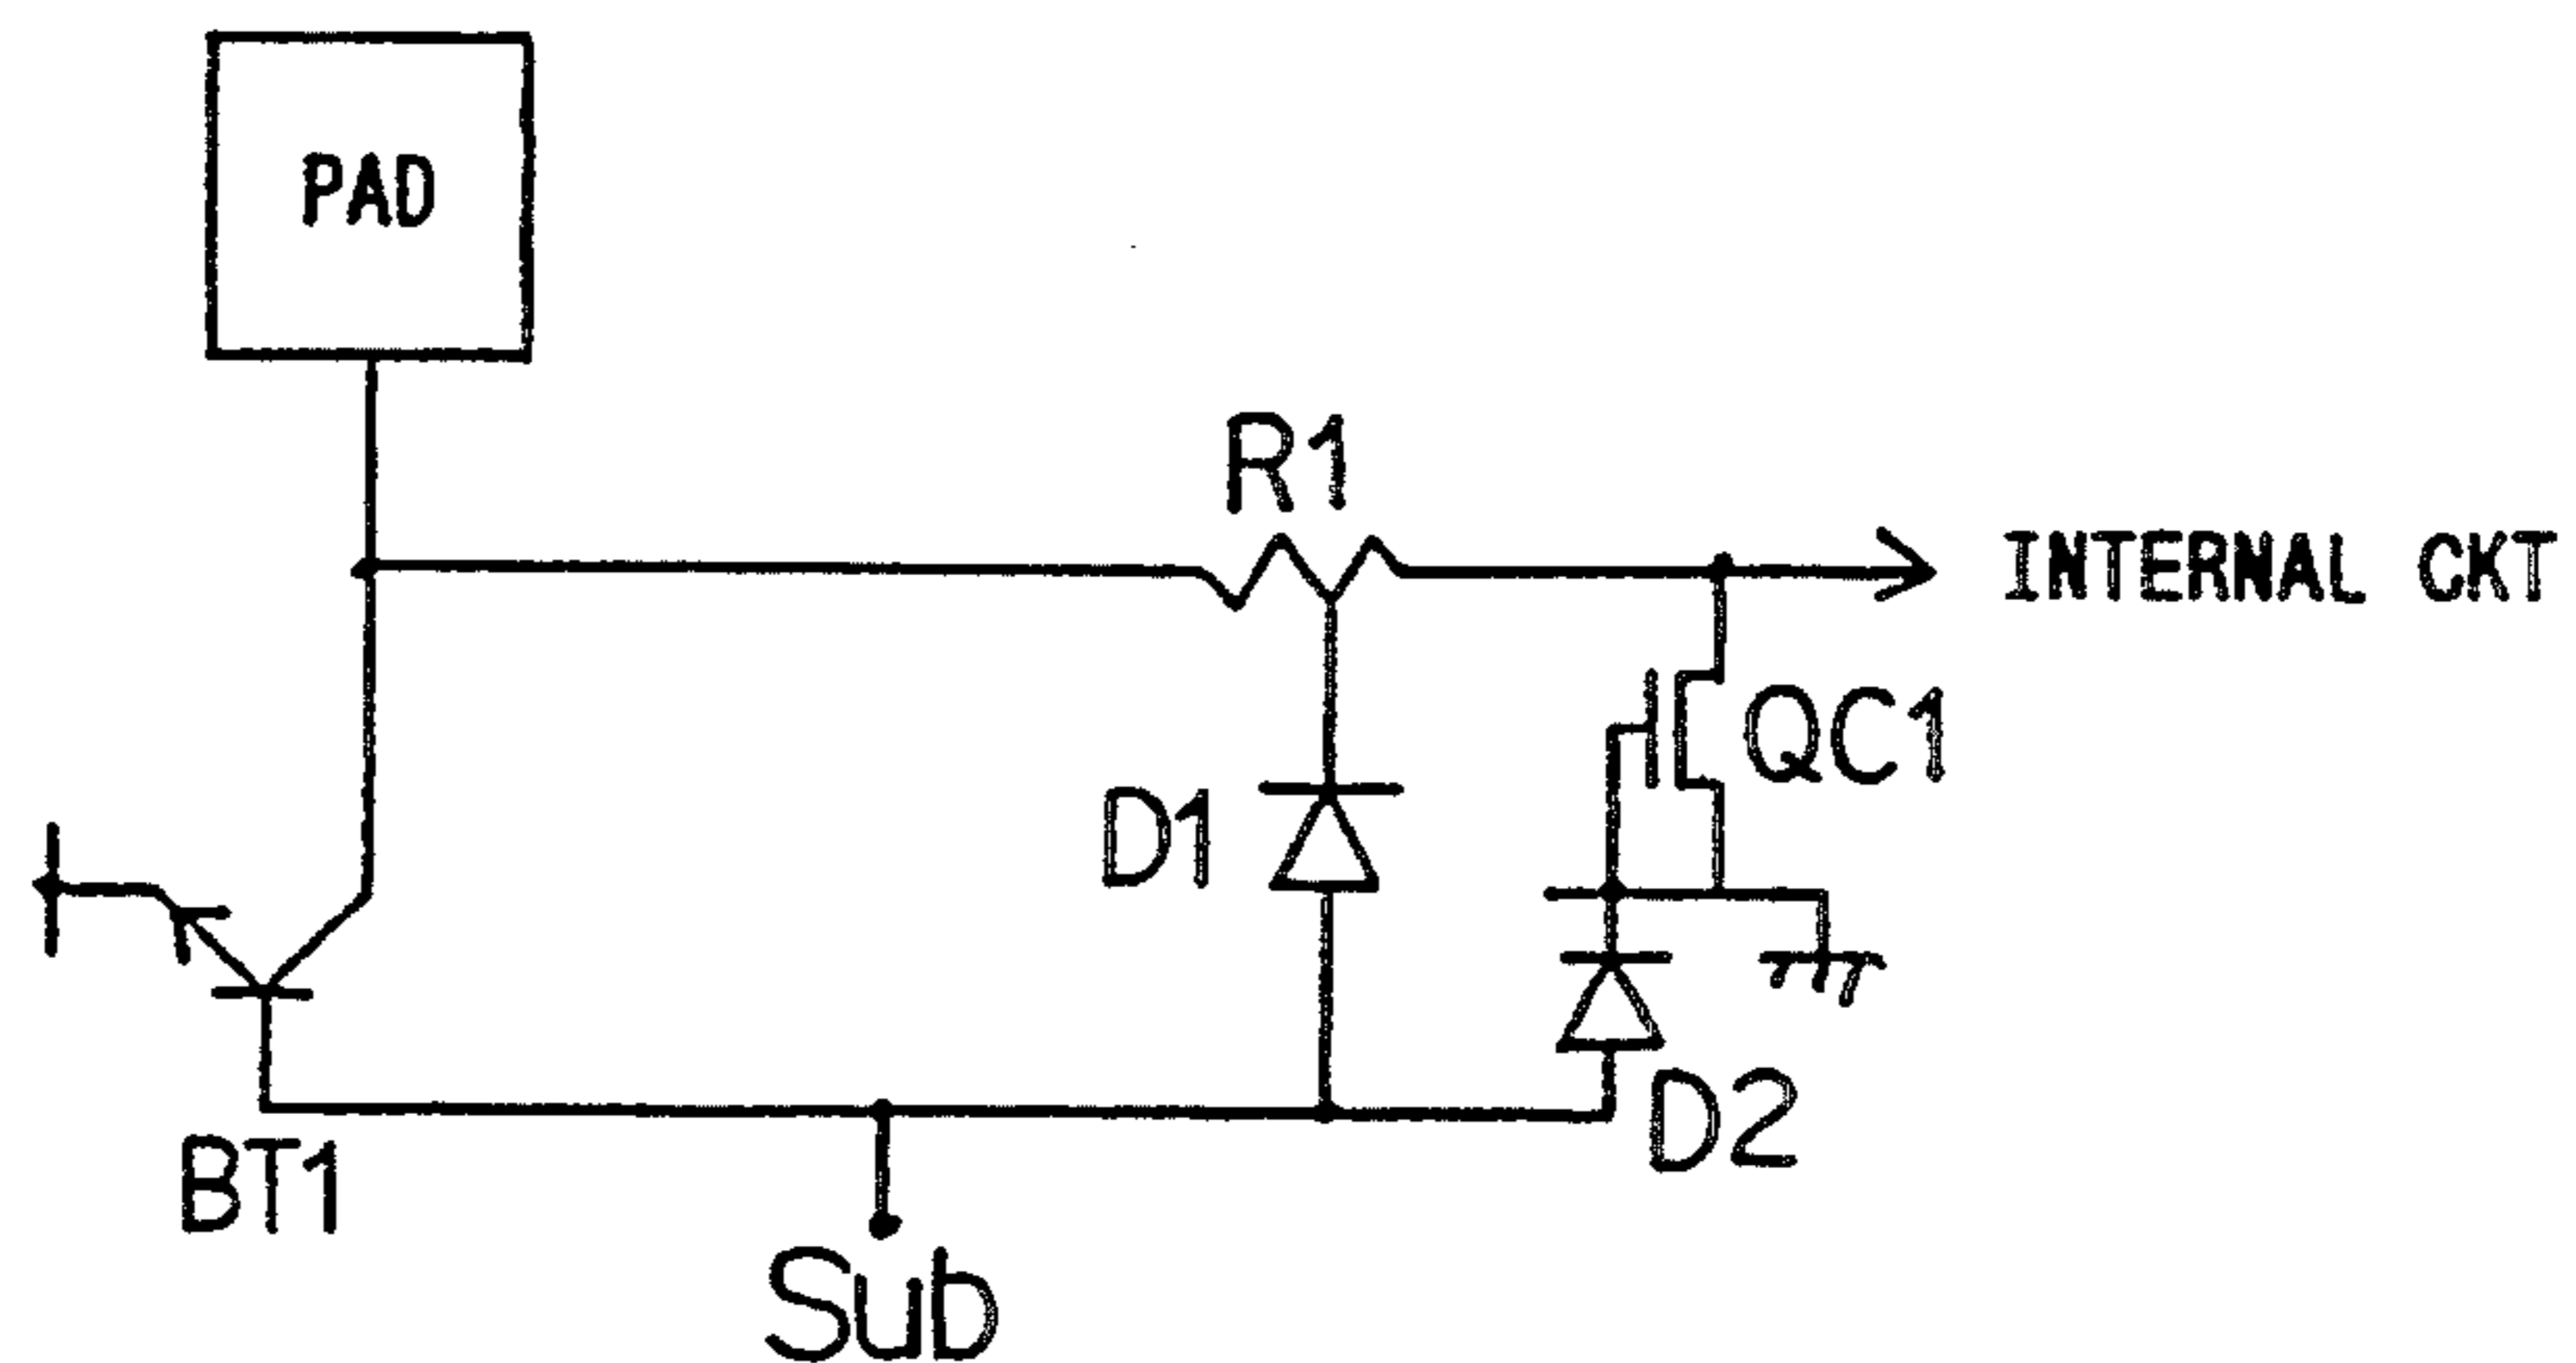 PAD
R1
INTERNAL CKT
QC1
D1
D2
BT1
Sub